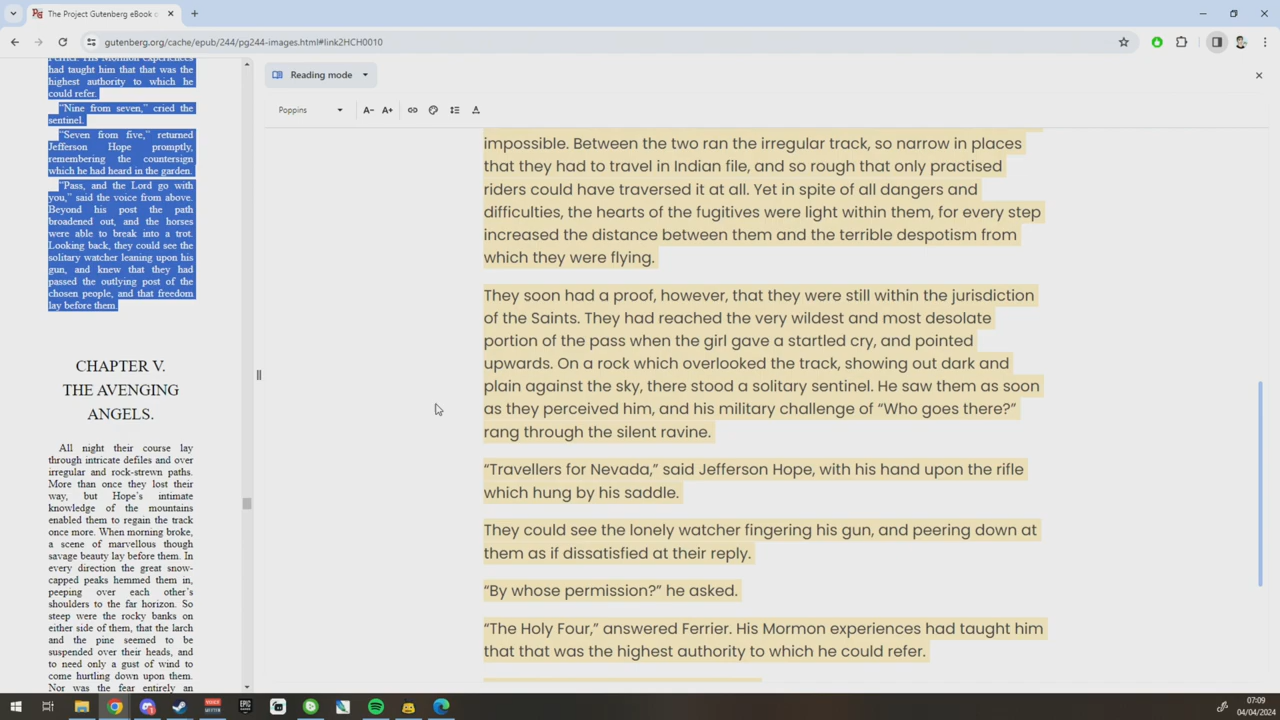 The Project Gutenberg eBook o
gutenberg.org/cache/epub/244/pg244-images.html#link2HCH0010
Ferrier. His Mormon experiences
had taught him that that was the
highest authority to which he
could refer.
“Nine from seven,” cried the
sentinel.
“Seven from five,” returned
Jefferson Hope promptly,
remembering the countersign
which he had heard in the garden.
“Pass, and the Lord go with
you,” said the voice from above.
Beyond his post the path
broadened out, and the horses
were able to break into a trot.
Looking back, they could see the
solitary watcher leaning upon his
gun, and knew that they had
passed the outlying post of the
chosen people, and that freedom
lay before them.
CHAPTER V.
THE AVENGING
ANGELS.
All night their course lay
through intricate defiles and over
irregular and rock-strewn paths.
More than once they lost their
way, but Hope’s intimate
knowledge of the mountains
enabled them to regain the track
once more. When morning broke,
a scene of marvellous though
savage beauty lay before them. In
every direction the great snow-
capped peaks hemmed them in,
peeping over each other’s
shoulders to the far horizon. So
steep were the rocky banks on
either side of them, that the larch
and the pine seemed to be
suspended over their heads, and
to need only a gust of wind to
come hurtling down upon them.
Nor was the fear entirely an
Reading mode
Poppins
A-
A+
impossible. Between the two ran the irregular track, so narrow in places
that they had to travel in Indian file, and so rough that only practised
riders could have traversed it at all. Yet in spite of all dangers and
difficulties, the hearts of the fugitives were light within them, for every step
increased the distance between them and the terrible despotism from
which they were flying.
They soon had a proof, however, that they were still within the jurisdiction
of the Saints. They had reached the very wildest and most desolate
portion of the pass when the girl gave a startled cry, and pointed
upwards. On a rock which overlooked the track, showing out dark and
plain against the sky, there stood a solitary sentinel. He saw them as soon
as they perceived him, and his military challenge of “Who goes there?”
rang through the silent ravine.
“Travellers for Nevada,” said Jefferson Hope, with his hand upon the rifle
which hung by his saddle.
They could see the lonely watcher fingering his gun, and peering down at
them as if dissatisfied at their reply.
“By whose permission?” he asked.
“The Holy Four,” answered Ferrier. His Mormon experiences had taught him
that that was the highest authority to which he could refer.
EPIC
07:09
04/04/2024